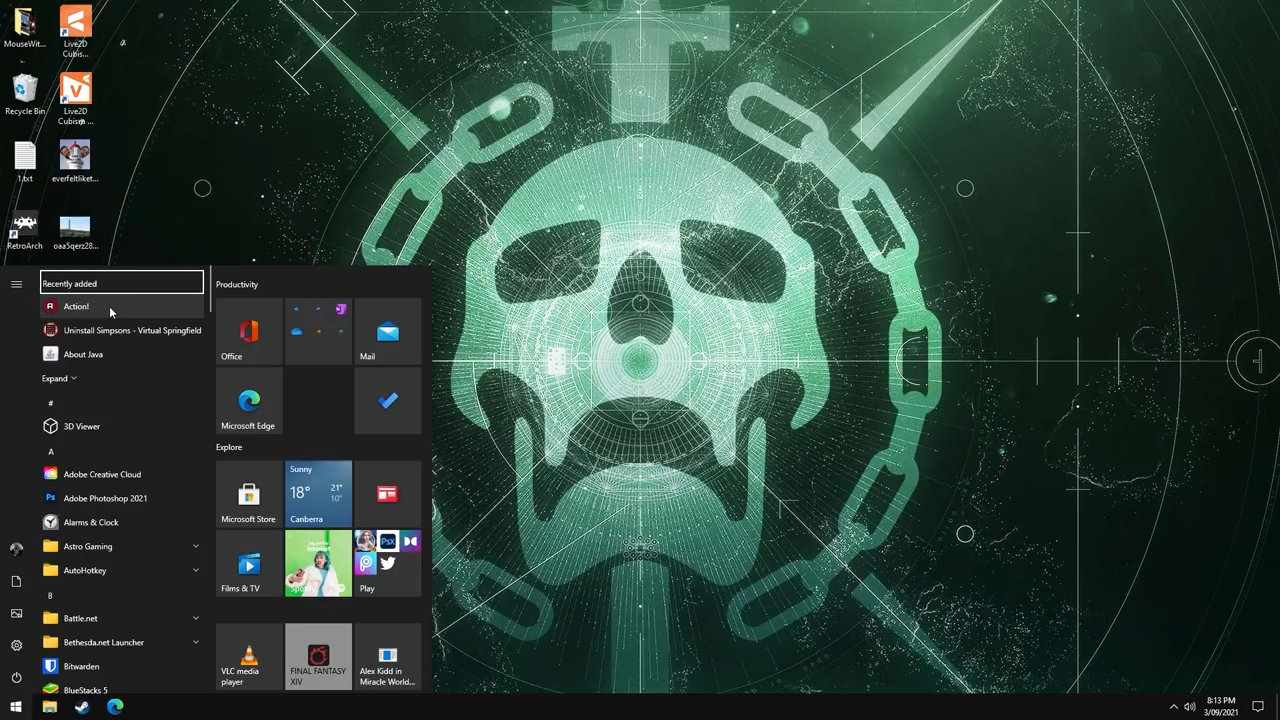 MouseWit...
Live2D
Cubis...
Recycle Bin
Live2D
Cubism ...
1.txt
everfeltliket...
RetroArch
oaa5qerz28...
Recently added
Action!
Uninstall Simpsons - Virtual Springfield
About Java
Expand
#
3D Viewer
A
Adobe Creative Cloud
Adobe Photoshop 2021
Alarms & Clock
Astro Gaming
AutoHotkey
B
Battle.net
Bethesda.net Launcher
Bitwarden
BlueStacks 5
Productivity
Office
Mail
Microsoft Edge
Explore
Microsoft Store
Sunny
18°
21°
10°
Canberra
Films & TV
Play
VLC media
player
FINAL FANTASY
XIV
Alex Kidd in
Miracle World...
8:13 PM
3/09/2021